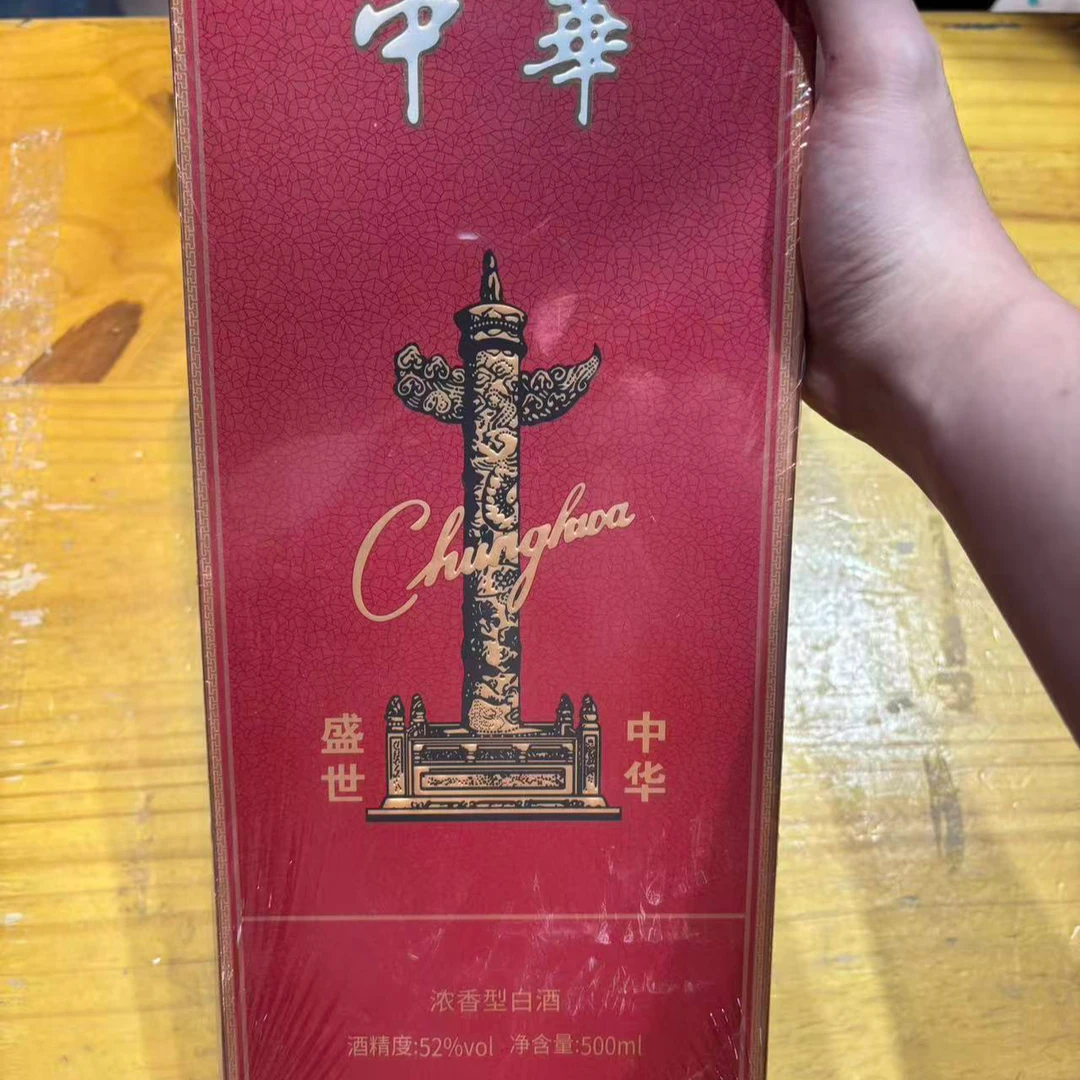 中華
Chunghwa
盛世
中华
浓香型白酒
酒精度:52%vol 净含量:500ml